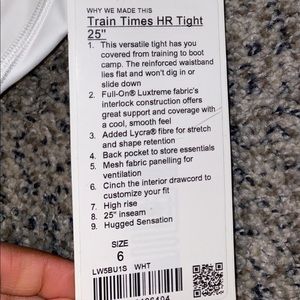 WHY WE MADE THIS
Train Times HR Tight
25"
1. This versatile tight has you
covered from training to boot
camp. The reinforced waistband
lies flat and won't dig in or
slide down
2. Full-On® Luxtreme fabric's
interlock construction offers
great support and coverage with
a cool, smooth feel
3. Added Lycra® fibre for stretch
and shape retention
4. Back pocket to store essentials
5. Mesh fabric panelling for
ventilation
6. Cinch the interior drawcord to
customize your fit
7. High rise
8. 25" inseam
9. Hugged Sensation
SIZE
6
LW5BU1S WHT